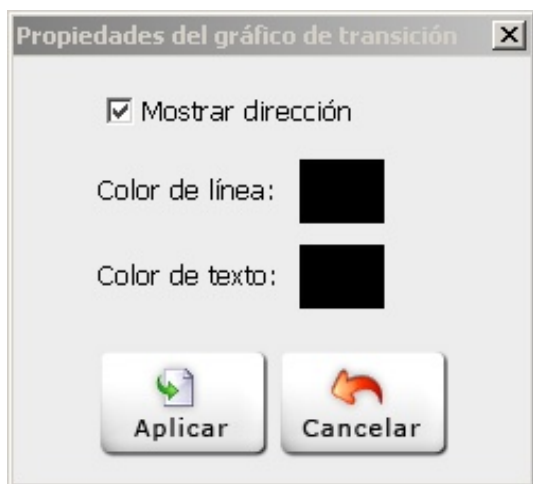 Propiedades del gráfico de transición
Mostrar dirección
Color de línea:
Color de texto:
Aplicar
Cancelar